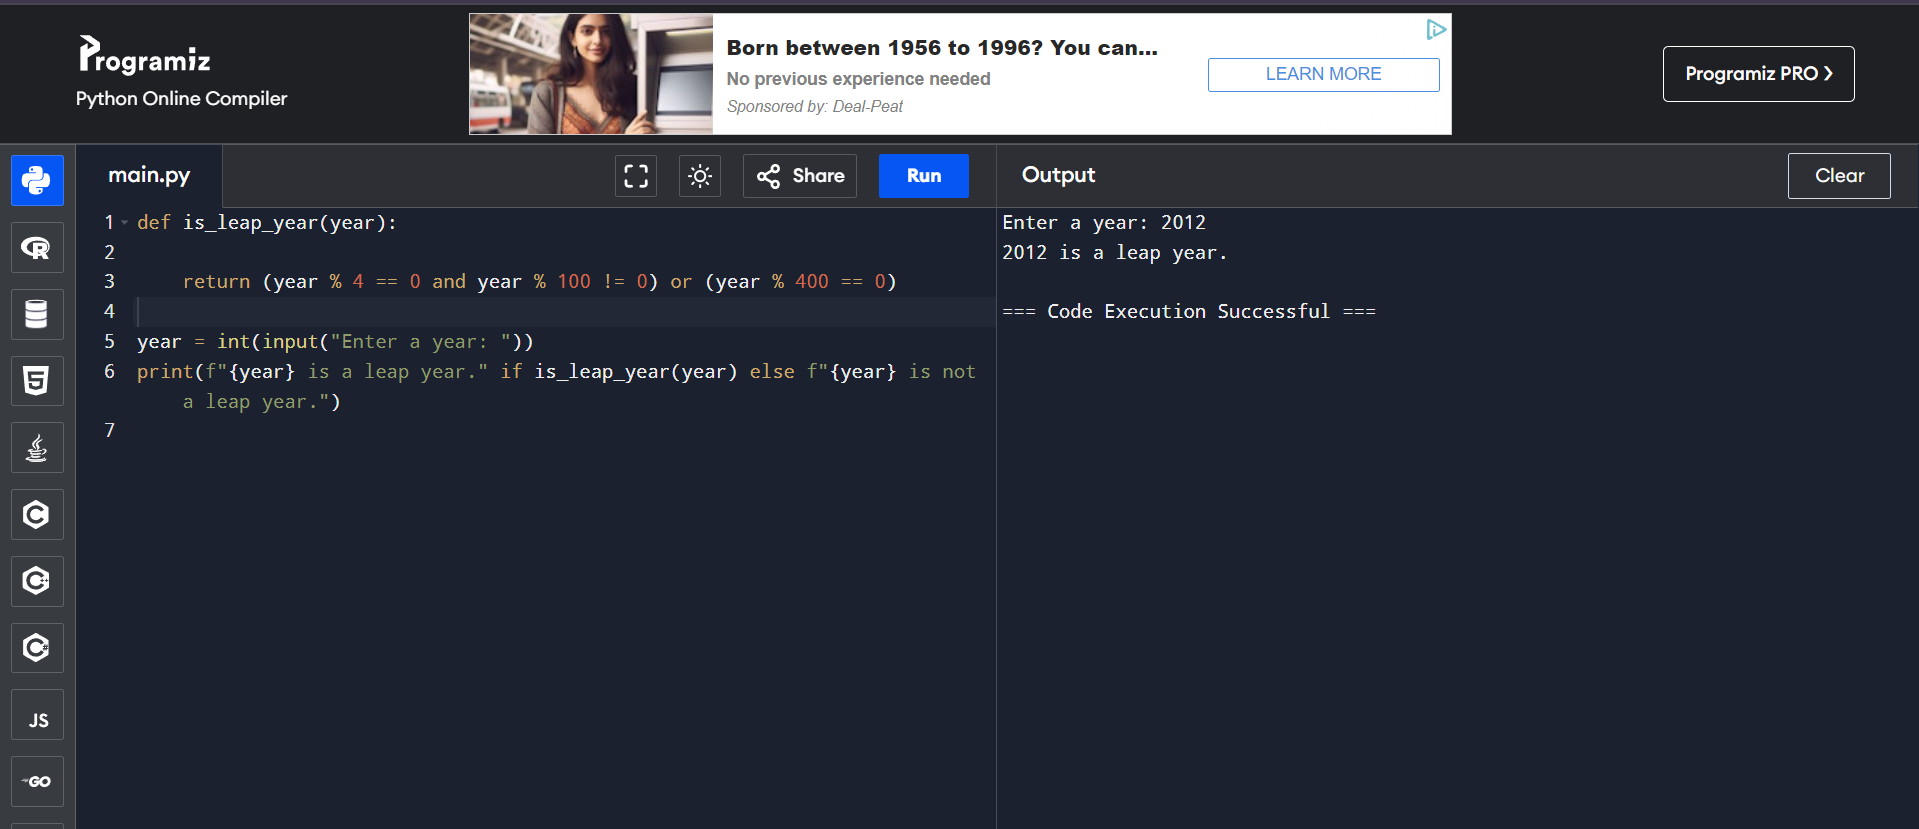 Programiz
Python Online Compiler
Born between 1956 to 1996? You can...
No previous experience needed
Sponsored by: Deal-Peat
LEARN MORE
Programiz PRO ❯
main.py
Share
Run
Output
Clear
1 def is_leap_year(year):
2
3     return (year % 4 == 0 and year % 100 != 0) or (year % 400 == 0)
4
5 year = int(input("Enter a year: "))
6 print(f"{year} is a leap year." if is_leap_year(year) else f"{year} is not
    a leap year.")
7
Enter a year: 2012
2012 is a leap year.
=== Code Execution Successful ===
R
5
C
C++
C#
JS
GO